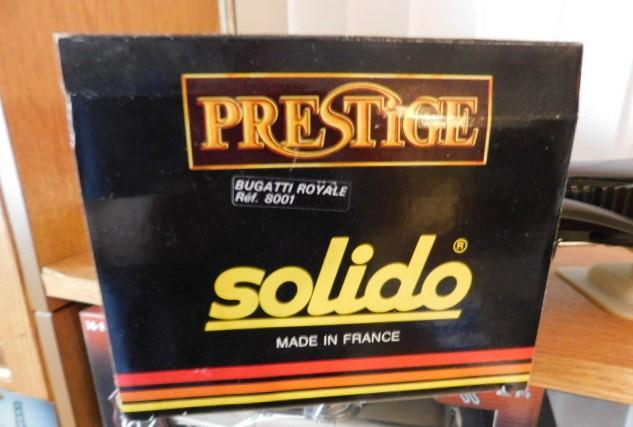 PRESTiGE
BUGATTI ROYALE
Réf. 8001
solido®
MADE IN FRANCE